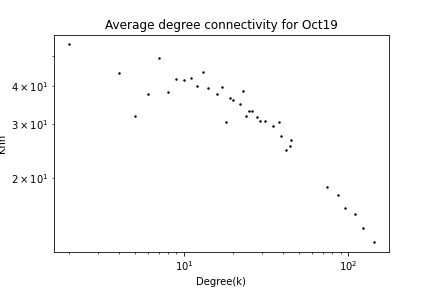 Average degree connectivity for Oct19
4 × 10¹
3 × 10¹
2 × 10¹
Knn
10¹
10²
Degree(k)